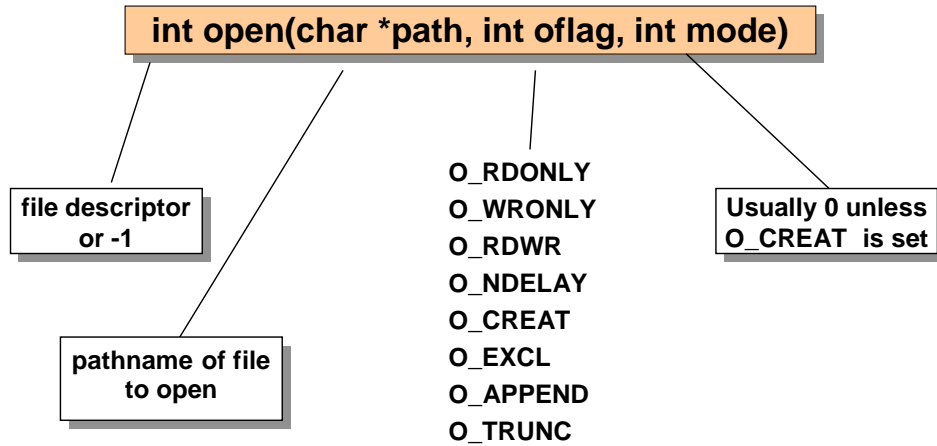 int open(char *path, int oflag, int mode)
file descriptor
or -1
pathname of file
to open
O_RDONLY
O_WRONLY
O_RDWR
O_NDELAY
O_CREAT
O_EXCL
O_APPEND
O_TRUNC
Usually 0 unless
O_CREAT is set